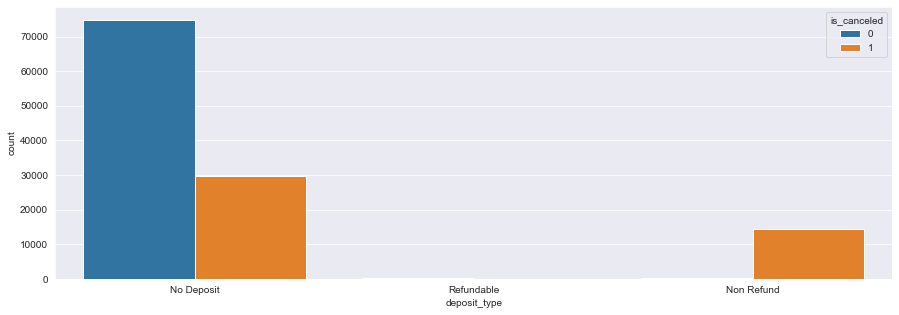 is_canceled
0
1
70000
60000
50000
40000
30000
20000
10000
0
count
No Deposit Refundable Non Refund
deposit_type